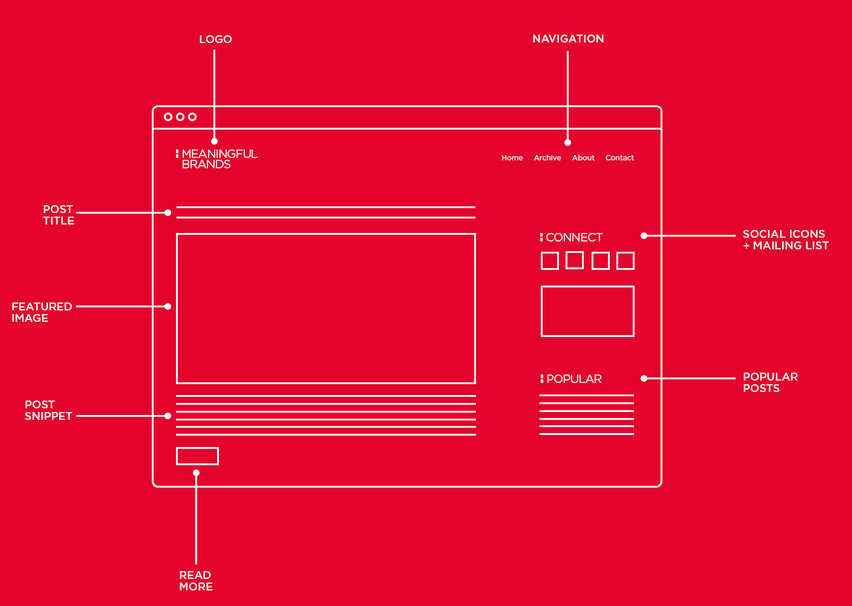 LOGO
NAVIGATION
MEANINGFUL
BRANDS
Home Archive About Contact
POST
TITLE
CONNECT
SOCIAL ICONS
+ MAILING LIST
FEATURED
IMAGE
POPULAR
POPULAR
POSTS
POST
SNIPPET
READ
MORE